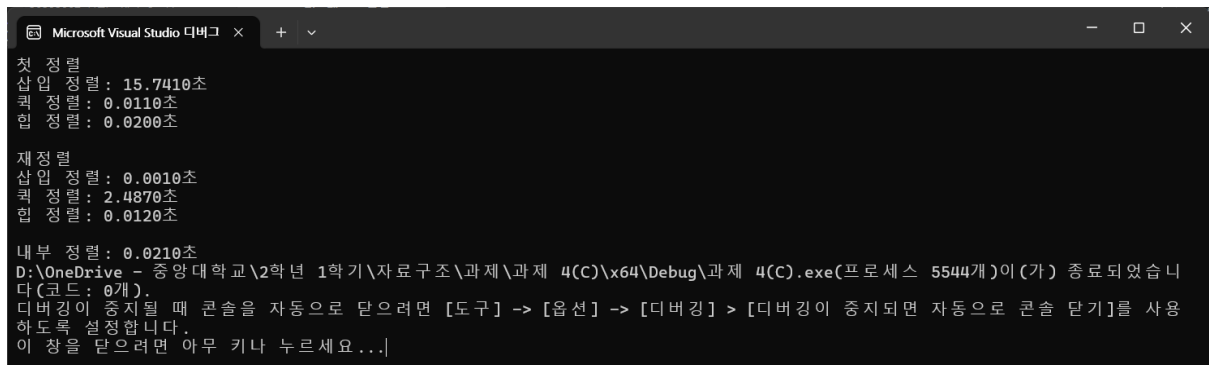 Microsoft Visual Studio 디버그
첫 정렬
삽입 정렬: 15.7410초
퀵 정렬: 0.0110초
힙 정렬: 0.0200초
재정렬
삽입 정렬: 0.0010초
퀵 정렬: 2.4870초
힙 정렬: 0.0120초
내부 정렬: 0.0210초
D:\OneDrive - 중앙대학교\2학년 1학기\자료구조\과제\과제 4(C)\x64\Debug\과제 4(C).exe(프로세스 5544개)이(가) 종료되었습니
다(코드: 0개).
디버깅이 중지될 때 콘솔을 자동으로 닫으려면 [도구] -> [옵션] -> [디버깅] > [디버깅이 중지되면 자동으로 콘솔 닫기]를 사용
하도록 설정합니다.
이 창을 닫으려면 아무 키나 누르세요...